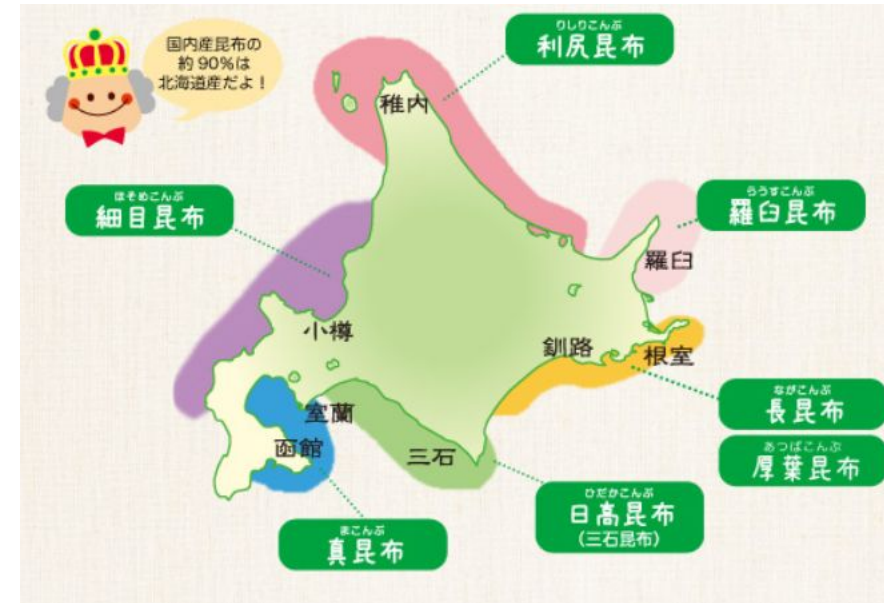 国内産昆布の
約90%は
北海道産だよ！
りしりこんぶ
利尻昆布
稚内
ほそめこんぶ
細目昆布
らうすこんぶ
羅臼昆布
羅臼
小樽
釧路
根室
ながこんぶ
長昆布
あつばこんぶ
厚葉昆布
室蘭
函館
三石
ひだかこんぶ
日高昆布
(三石昆布)
まこんぶ
真昆布